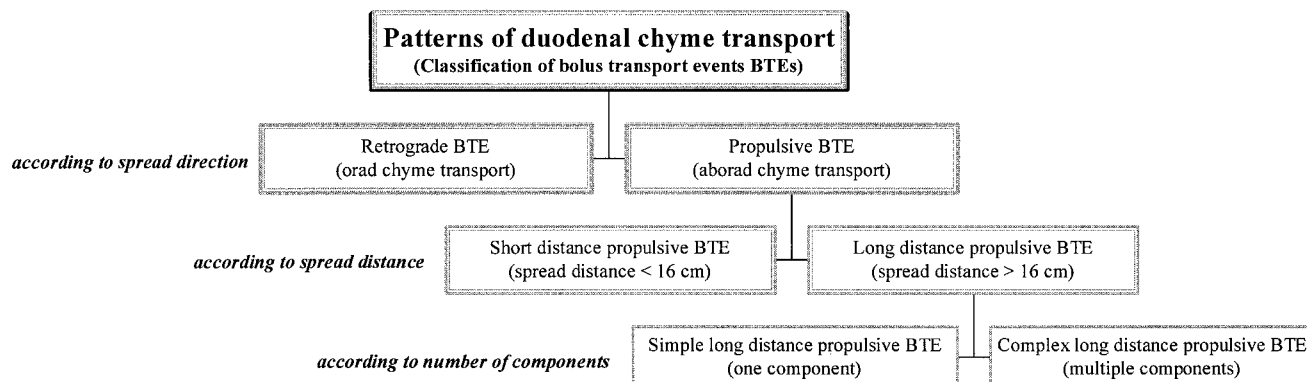 Patterns of duodenal chyme transport
(Classification of bolus transport events BTEs)
according to spread direction
Retrograde BTE
(orad chyme transport)
Propulsive BTE
(aborad chyme transport)
according to spread distance
Short distance propulsive BTE
(spread distance < 16 cm)
Long distance propulsive BTE
(spread distance > 16 cm)
according to number of components
Simple long distance propulsive BTE
(one component)
Complex long distance propulsive BTE
(multiple components)